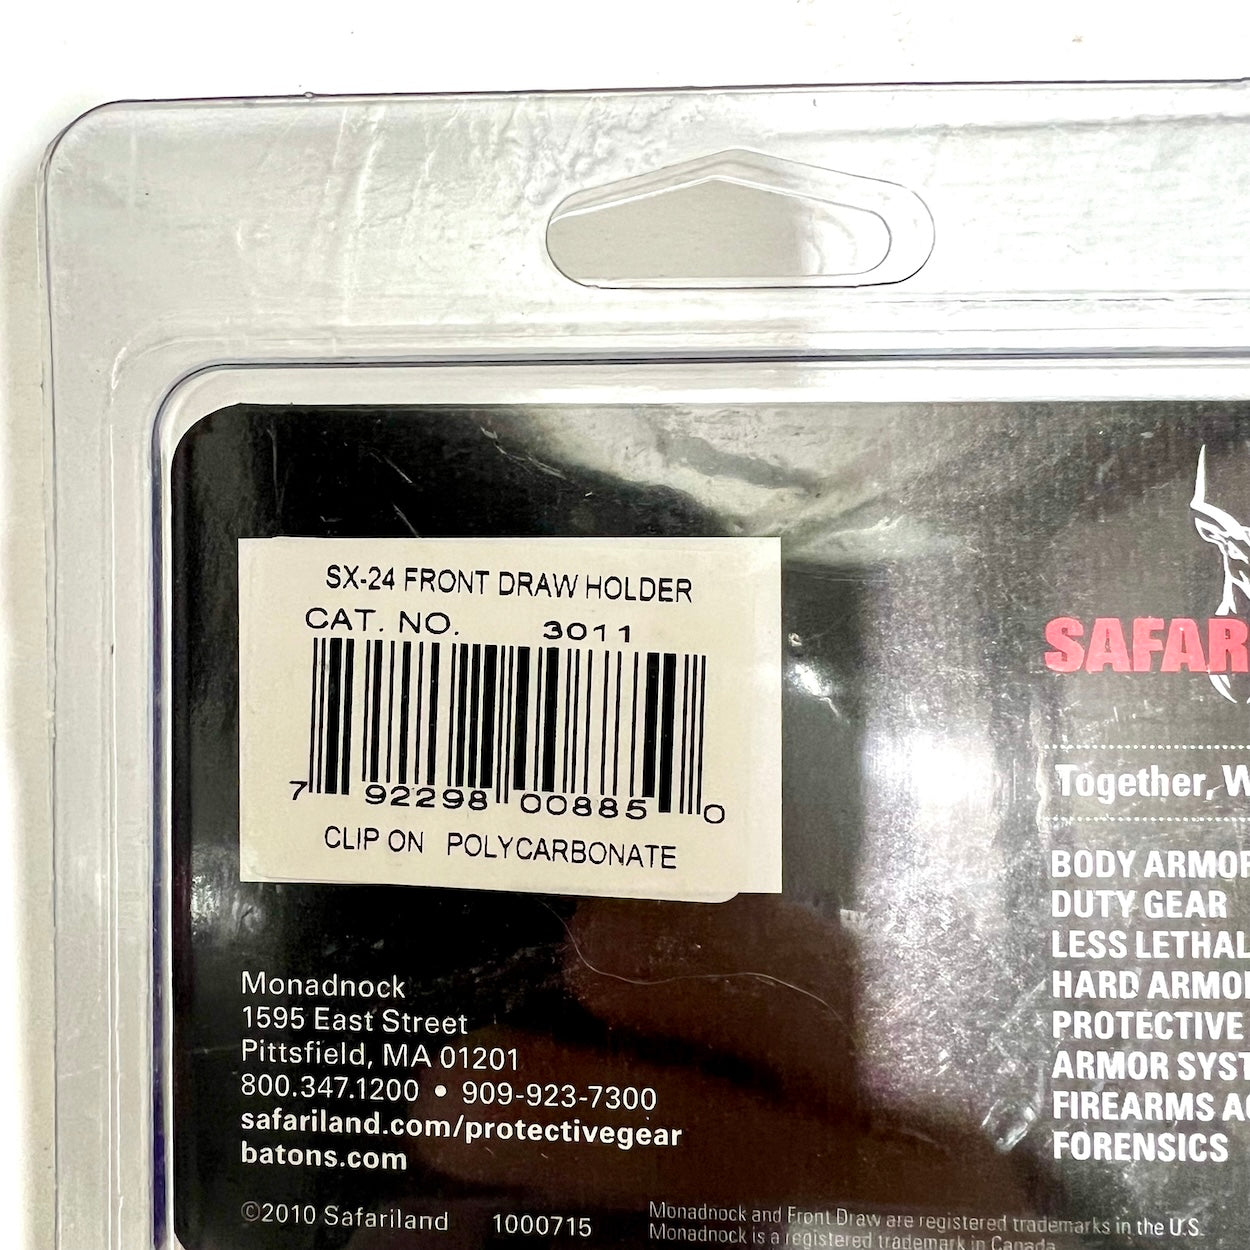 SX-24 FRONT DRAW HOLDER
CAT. NO. 3011
7 92298 00885 0
CLIP ON POLYCARBONATE
Monadnock
1595 East Street
Pittsfield, MA 01201
800.347.1200 • 909-923-7300
safariland.com/protectivegear
batons.com
©2010 Safariland 1000715
Monadnock and Front Draw are registered trademarks in the U.S.
Monadnock is a registered trademark in Canada
SAFAR
Together, W
BODY ARMOR
DUTY GEAR
LESS LETHAL
HARD ARMOR
PROTECTIVE
ARMOR SYST
FIREARMS A
FORENSICS